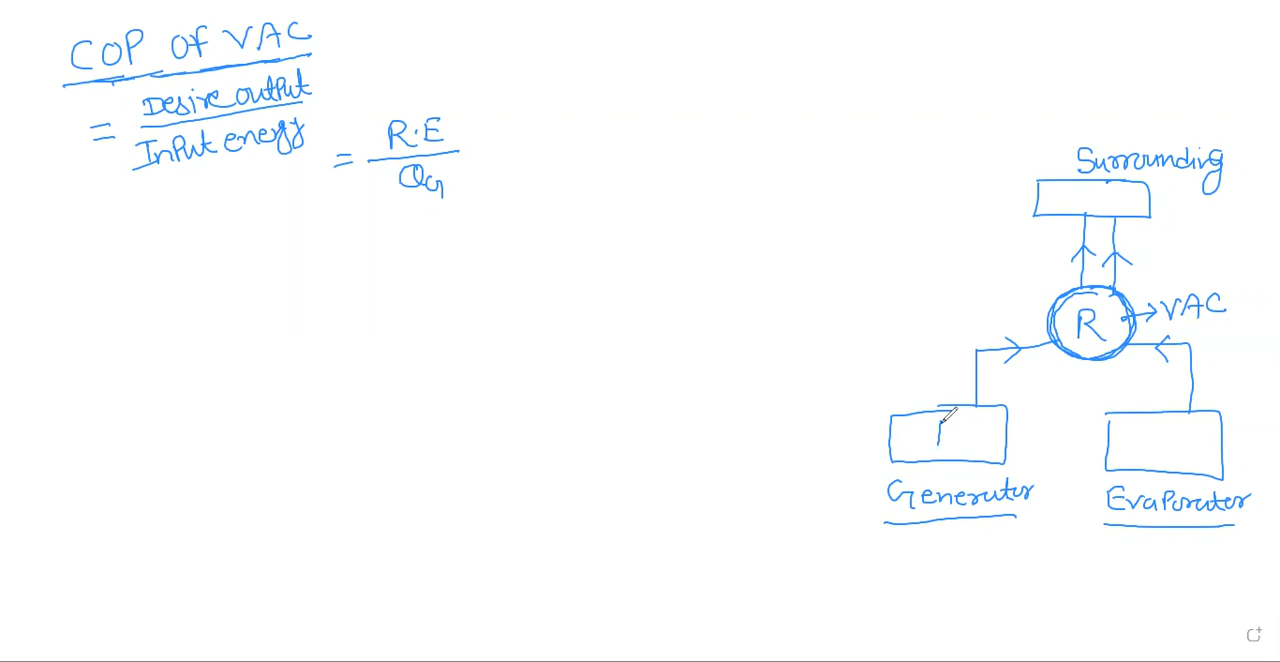 COP of VAC
= Desire output / Input energy = R.E / QG
Surrounding
R → VAC
Generator
Evaporator